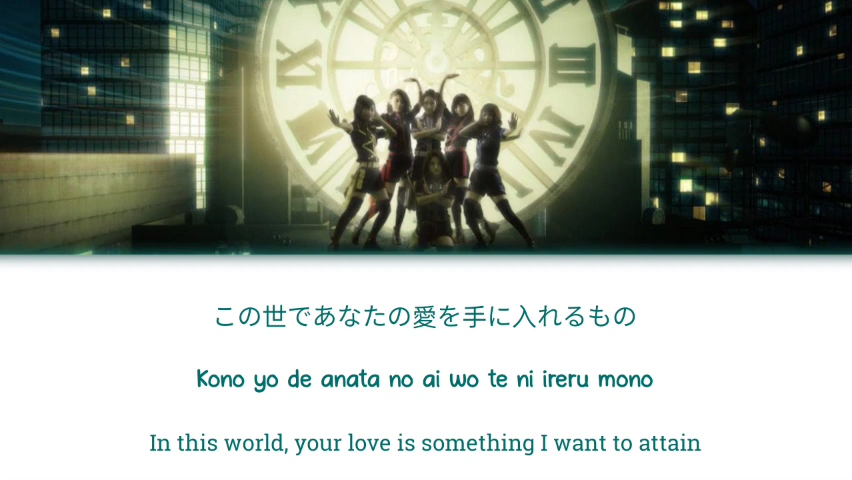 この世であなたの愛を手に入れるもの
Kono yo de anata no ai wo te ni ireru mono
In this world, your love is something I want to attain